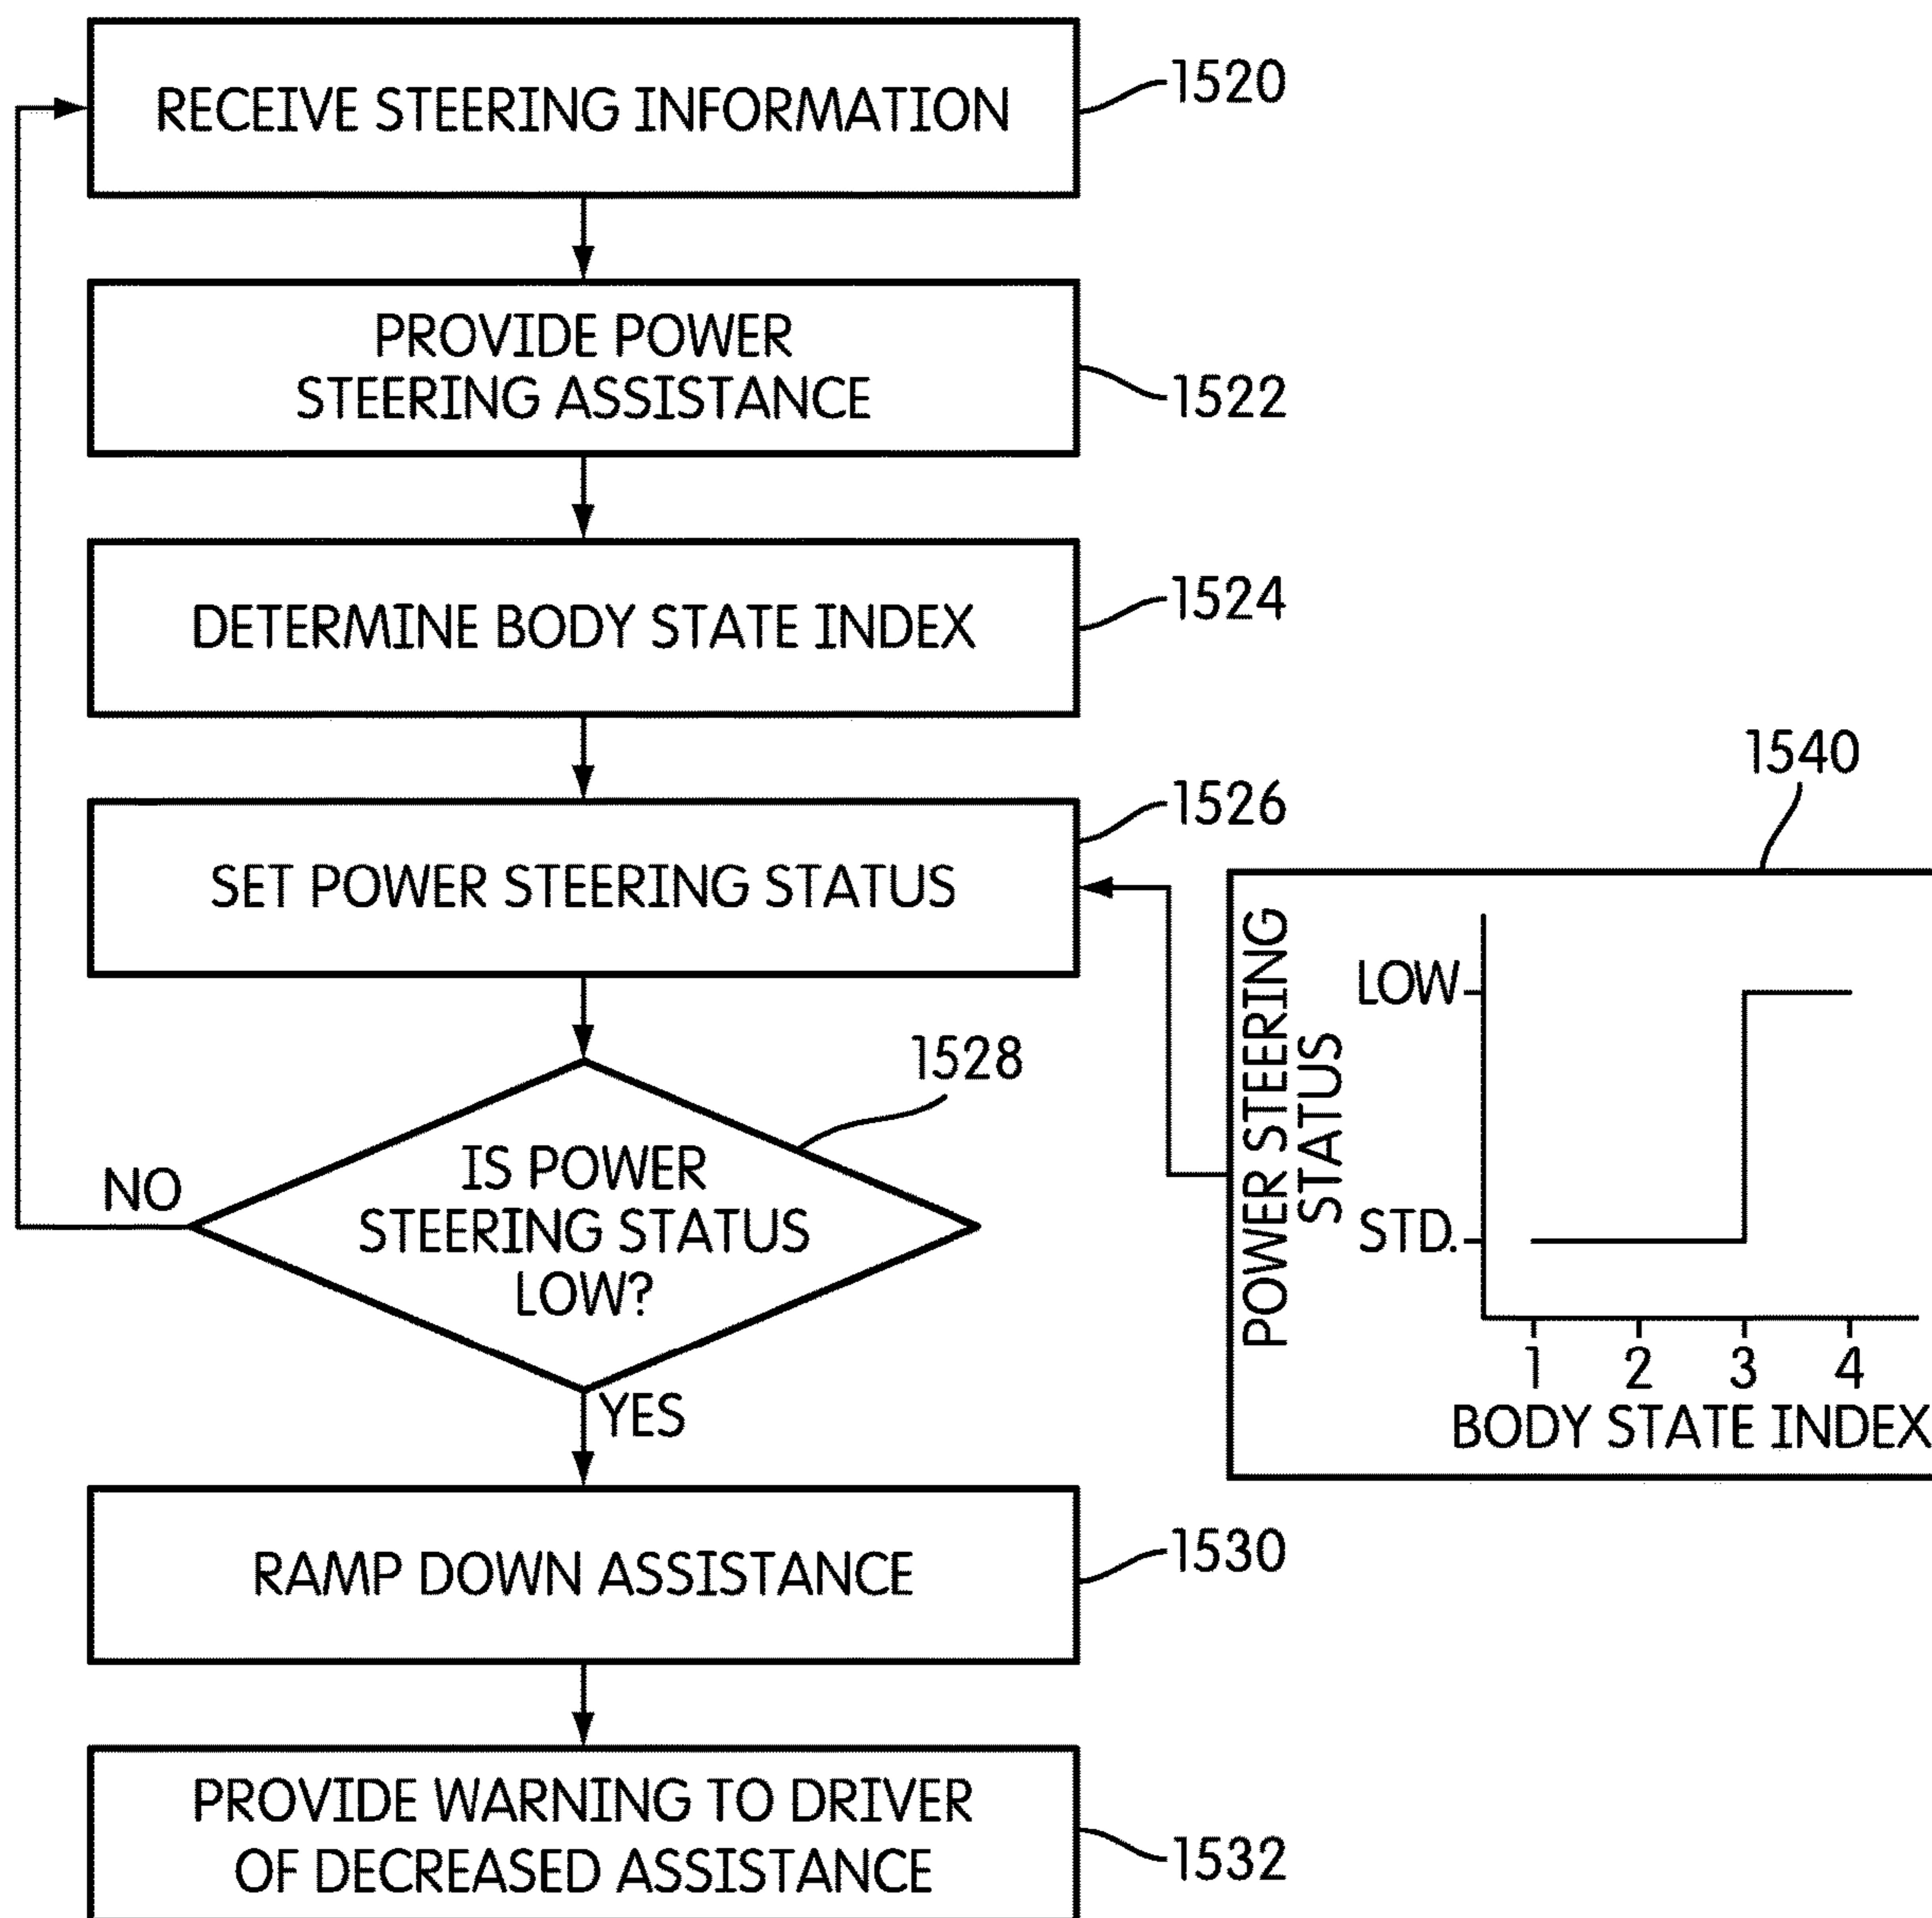 RECEIVE STEERING INFORMATION
1520
PROVIDE POWER
STEERING ASSISTANCE
1522
DETERMINE BODY STATE INDEX
1524
SET POWER STEERING STATUS
1526
IS POWER
STEERING STATUS
LOW?
1528
NO
YES
RAMP DOWN ASSISTANCE
1530
PROVIDE WARNING TO DRIVER
OF DECREASED ASSISTANCE
1532
1540
POWER STEERING
STATUS
LOW
STD.
1 2 3 4
BODY STATE INDEX